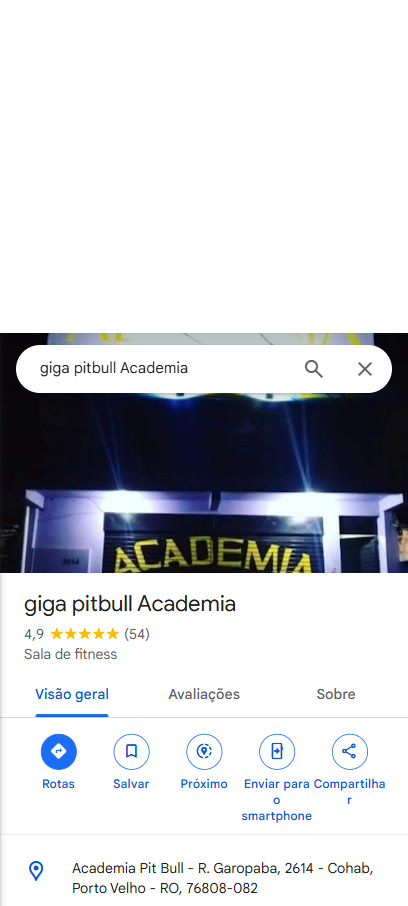 giga pitbull Academia
ACADEMIA
giga pitbull Academia
4,9 (54)
Sala de fitness
Visão geral Avaliações Sobre
Rotas Salvar Próximo Enviar para o smartphone Compartilhar
Academia Pit Bull - R. Garopaba, 2614 - Cohab,
Porto Velho - RO, 76808-082